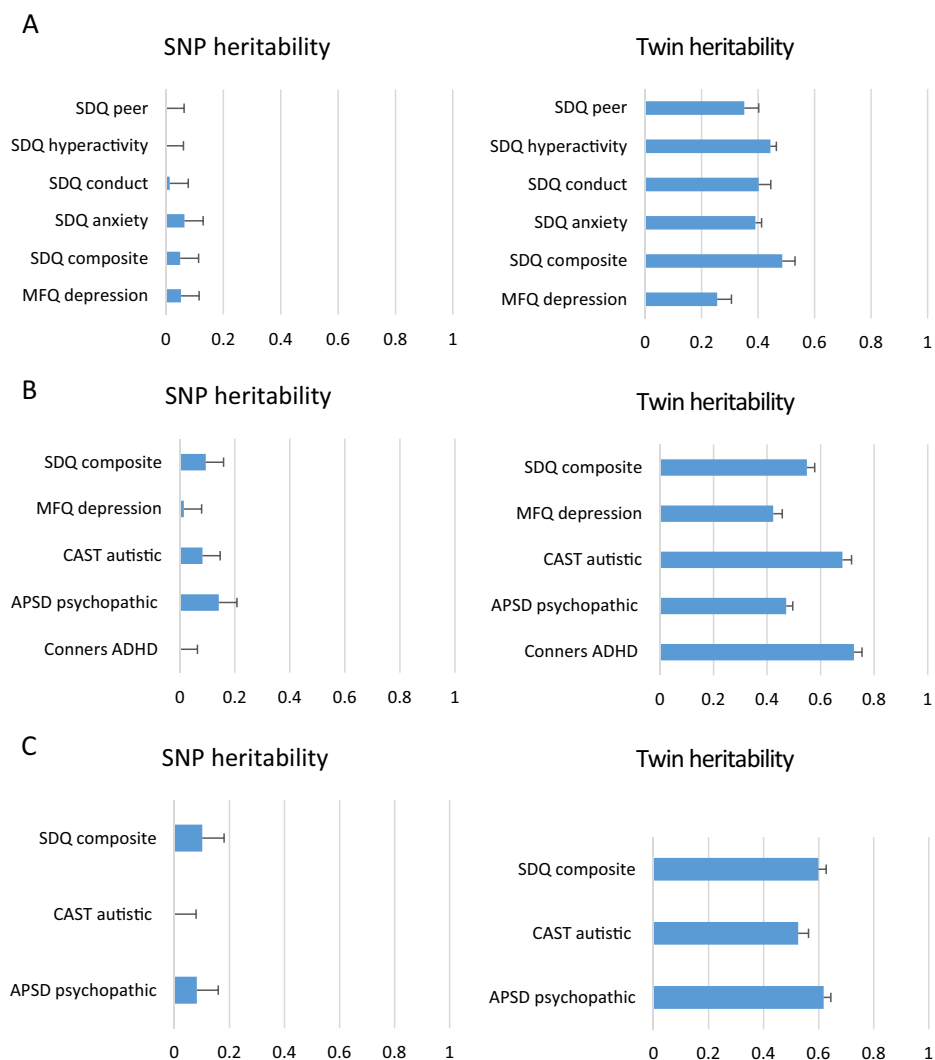 A
SNP heritability
SDQ peer
SDQ hyperactivity
SDQ conduct
SDQ anxiety
SDQ composite
MFQ depression
0 0.2 0.4 0.6 0.8 1
Twin heritability
SDQ peer
SDQ hyperactivity
SDQ conduct
SDQ anxiety
SDQ composite
MFQ depression
0 0.2 0.4 0.6 0.8 1
B
SNP heritability
SDQ composite
MFQ depression
CAST autistic
APSD psychopathic
Conners ADHD
0 0.2 0.4 0.6 0.8 1
Twin heritability
SDQ composite
MFQ depression
CAST autistic
APSD psychopathic
Conners ADHD
0 0.2 0.4 0.6 0.8 1
C
SNP heritability
SDQ composite
CAST autistic
APSD psychopathic
0 0.2 0.4 0.6 0.8 1
Twin heritability
SDQ composite
CAST autistic
APSD psychopathic
0 0.2 0.4 0.6 0.8 1